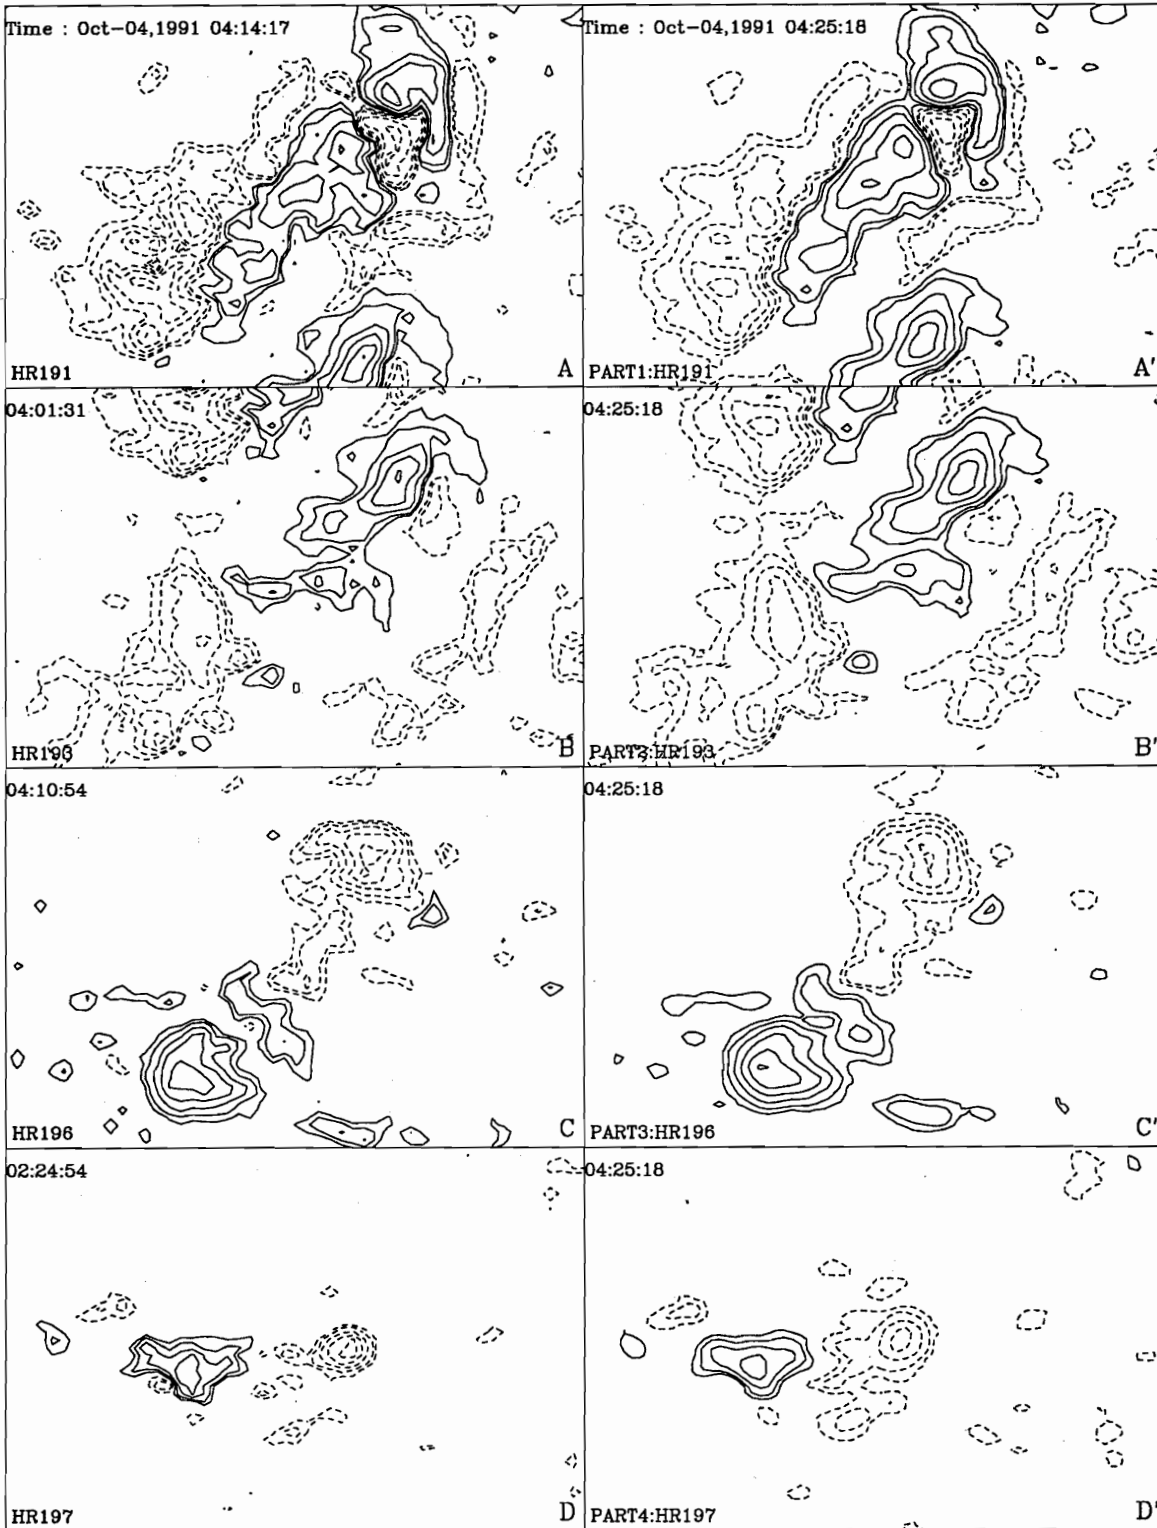 Time : Oct-04,1991 04:14:17
Time : Oct-04,1991 04:25:18
HR191
A
PART1:HR191
A'
04:01:31
04:25:18
HR193
B
PART2:HR193
B'
04:10:54
04:25:18
HR196
C
PART3:HR196
C'
02:24:54
04:25:18
HR197
D
PART4:HR197
D'